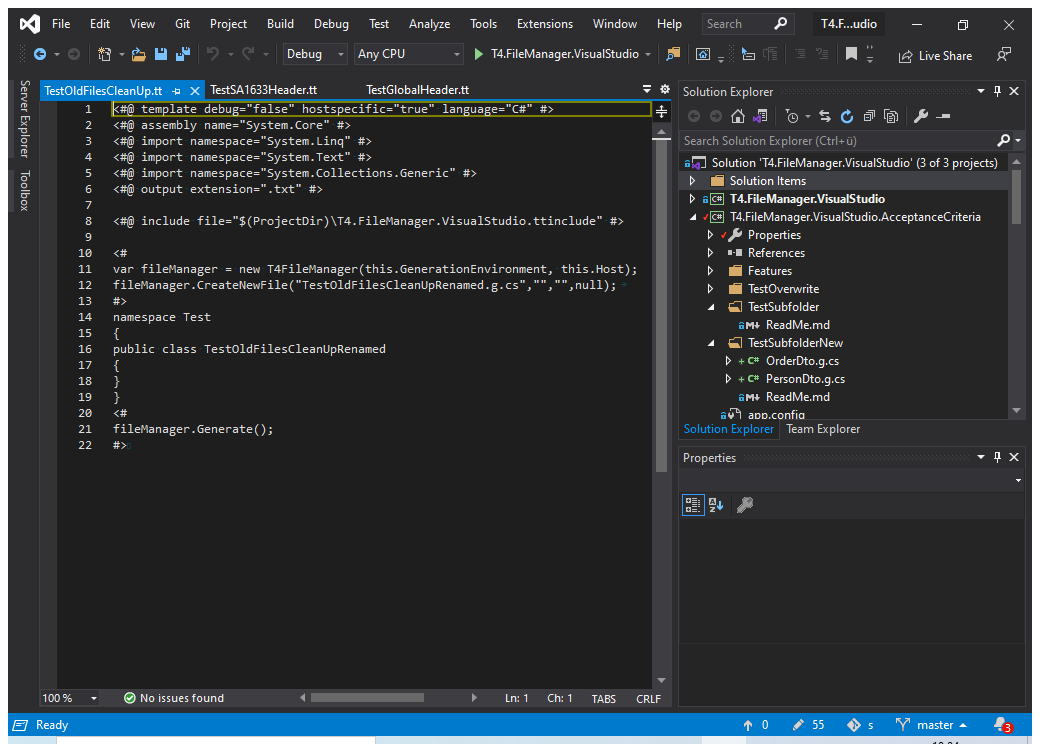 File Edit View Git Project Build Debug Test Analyze Tools Extensions Window Help Search T4.F...udio
Debug Any CPU T4.FileManager.VisualStudio Live Share
Server Explorer
Toolbox
TestOldFilesCleanUp.tt TestSA1633Header.tt TestGlobalHeader.tt
1 <#@ template debug="false" hostspecific="true" language="C#" #>
2 <#@ assembly name="System.Core" #>
3 <#@ import namespace="System.Linq" #>
4 <#@ import namespace="System.Text" #>
5 <#@ import namespace="System.Collections.Generic" #>
6 <#@ output extension=".txt" #>
7
8 <#@ include file="$(ProjectDir)\T4.FileManager.VisualStudio.ttinclude" #>
9
10 <#
11 var fileManager = new T4FileManager(this.GenerationEnvironment, this.Host);
12 fileManager.CreateNewFile("TestOldFilesCleanUpRenamed.g.cs","","",null);
13 #>
14 namespace Test
15 {
16 public class TestOldFilesCleanUpRenamed
17 {
18 }
19 }
20 <#
21 fileManager.Generate();
22 #>
100 % No issues found Ln: 1 Ch: 1 TABS CRLF
Solution Explorer
Search Solution Explorer (Ctrl+ü)
Solution 'T4.FileManager.VisualStudio' (3 of 3 projects)
Solution Items
C# T4.FileManager.VisualStudio
C# T4.FileManager.VisualStudio.AcceptanceCriteria
Properties
References
Features
TestOverwrite
TestSubfolder
M ReadMe.md
TestSubfolderNew
+ C# OrderDto.g.cs
+ C# PersonDto.g.cs
M ReadMe.md
app.config
Solution Explorer Team Explorer
Properties
Ready 0 55 s master 3